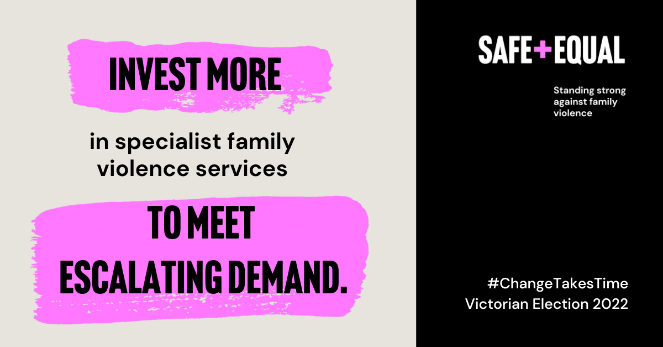 INVEST MORE
in specialist family
violence services
TO MEET
ESCALATING DEMAND.
SAFE+EQUAL
Standing strong
against family
violence
#ChangeTakesTime
Victorian Election 2022